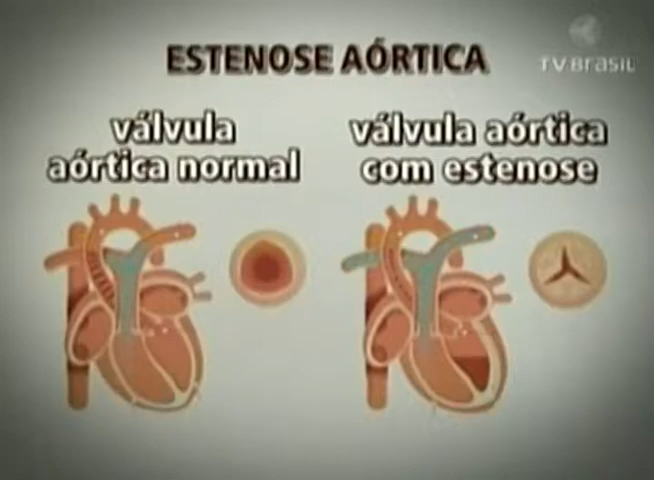 ESTENOSE AÓRTICA
TV Brasil
válvula
aórtica normal
válvula aórtica
com estenose